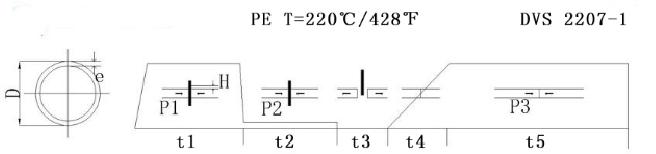 PE T=220℃/428℉ DVS 2207-1
D e P1 H P2 P3
t1 t2 t3 t4 t5